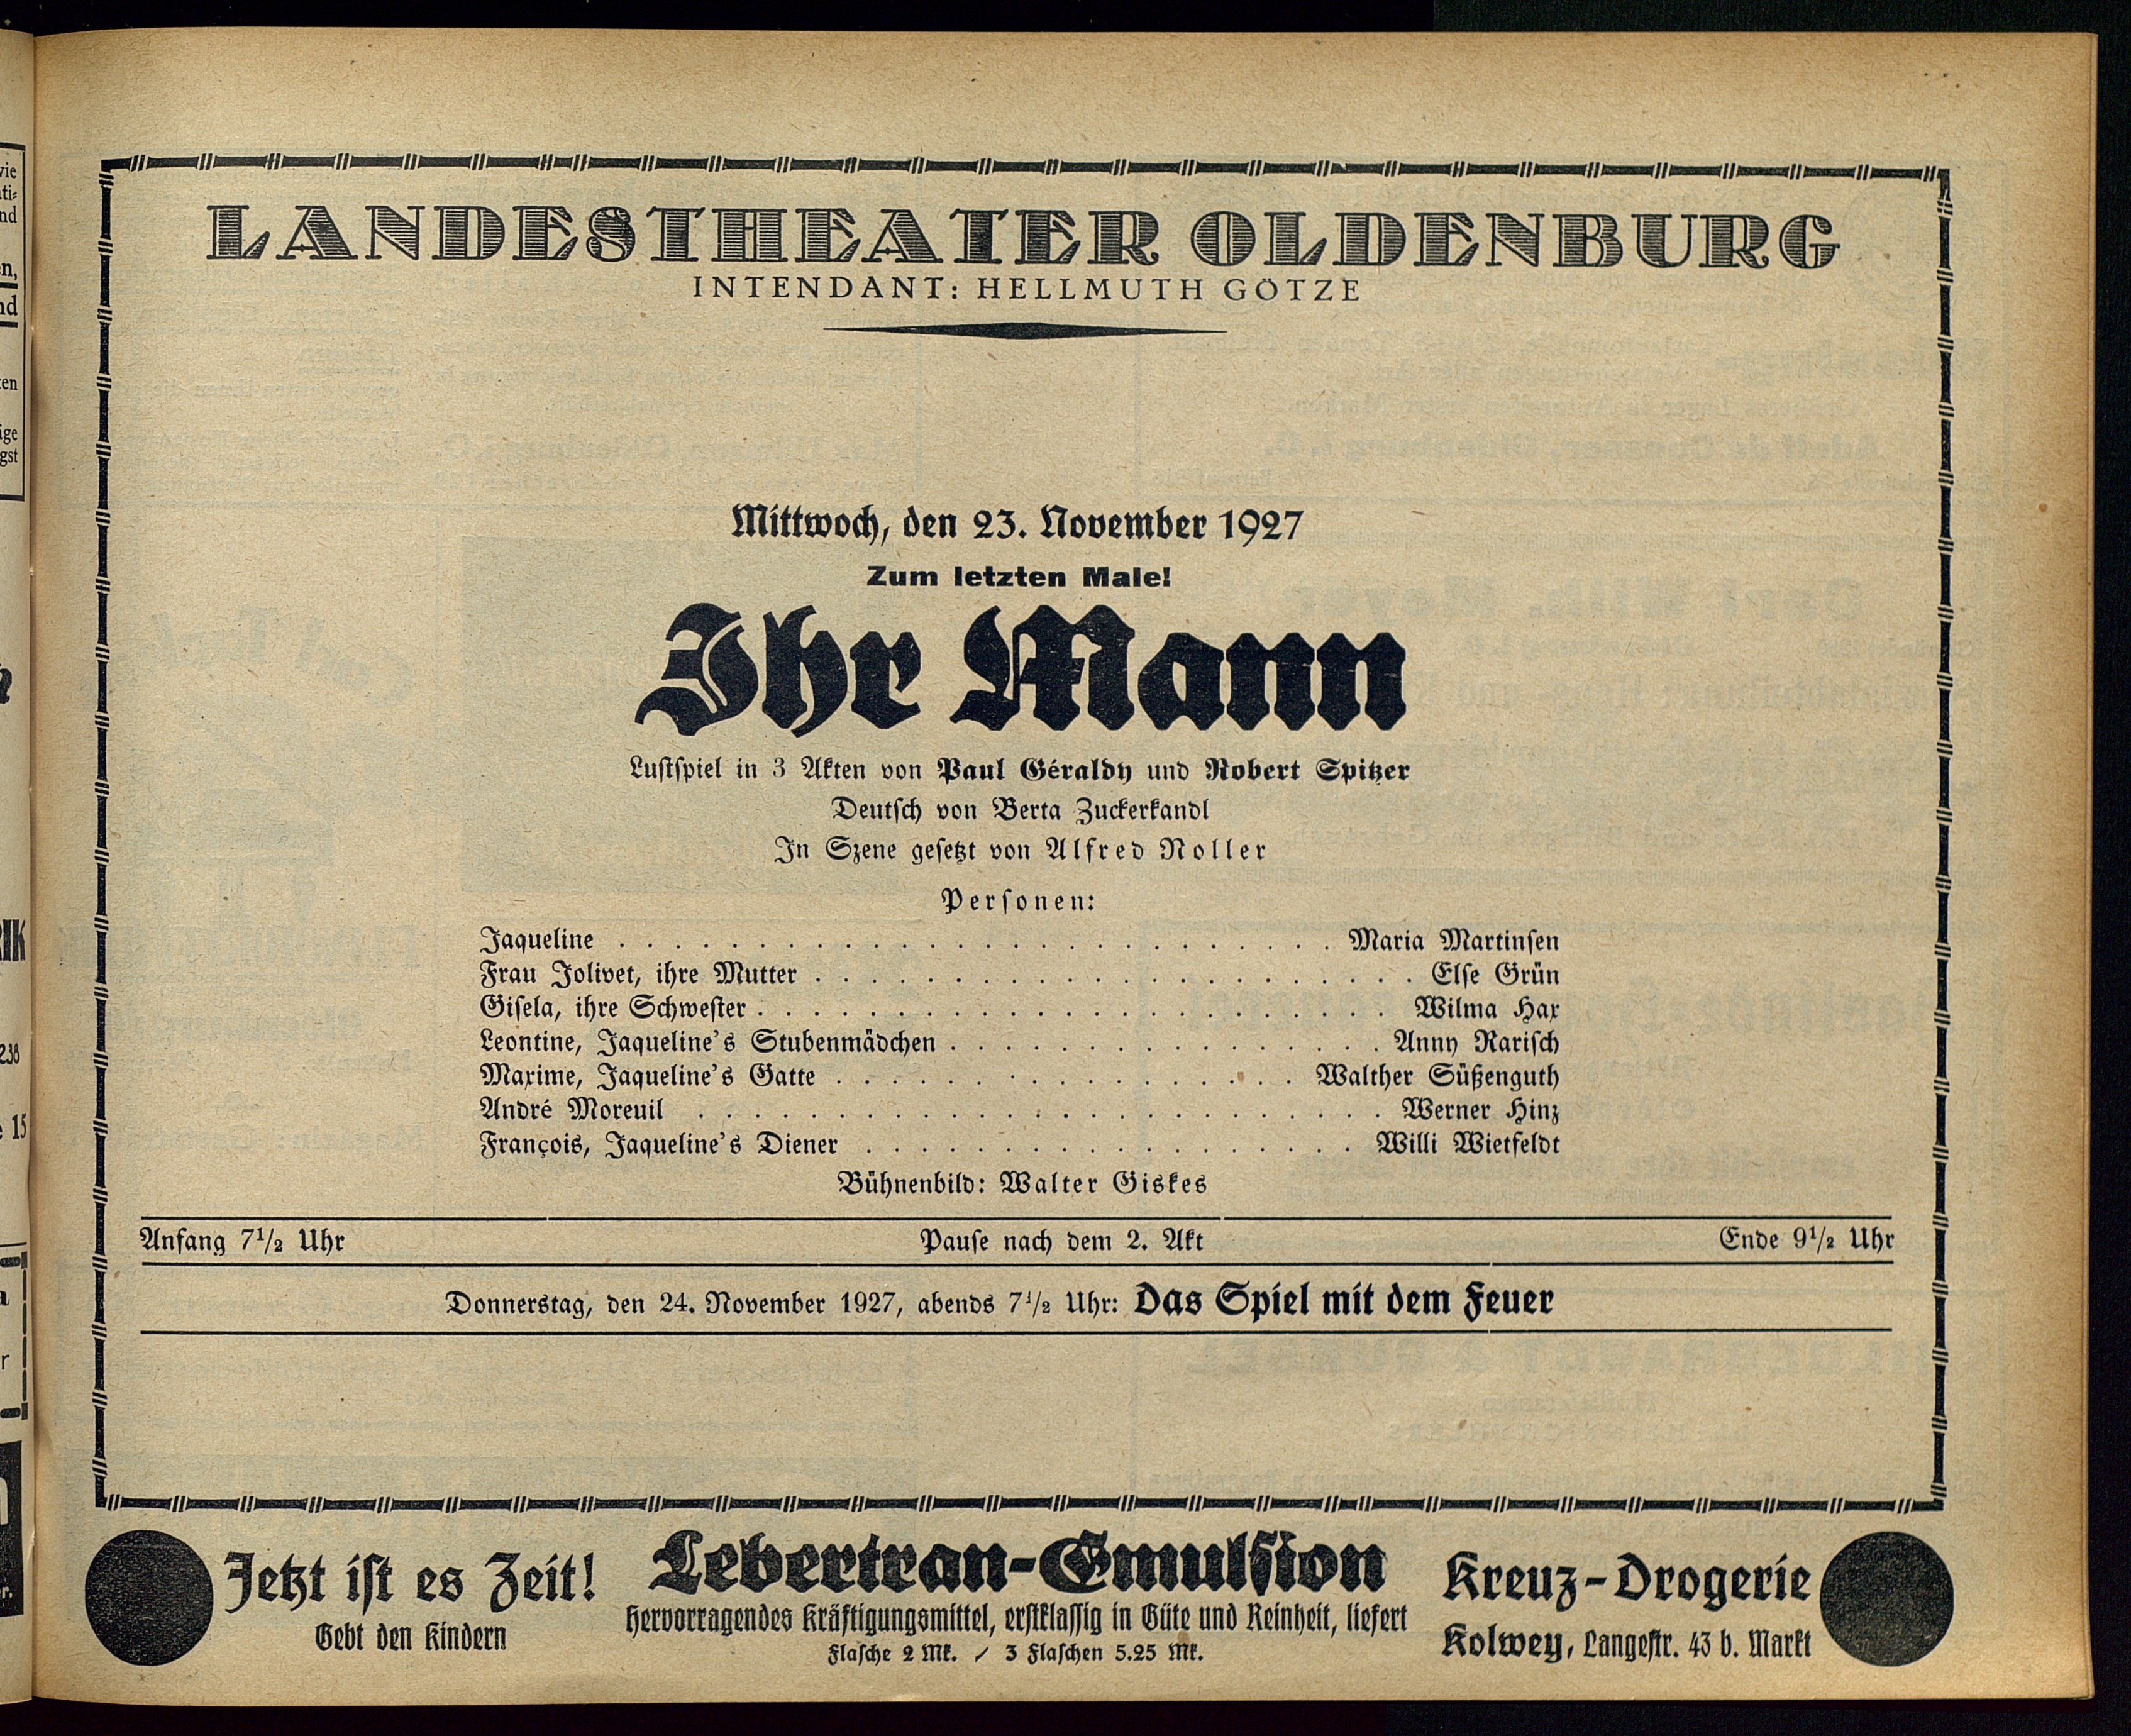 LANDESTHEATER OLDENBURG
INTENDANT: HELLMUTH GÖTZE
Mittwoch, den 23. November 1927
Zum letzten Male!
Ihr Mann
Lustspiel in 3 Akten von Paul Géraldy und Robert Spitzer
Deutsch von Berta Zuckerkandl
In Szene gesetzt von Alfred Noller
Personen:
Jaqueline . . . . . . . . . . . . . . . . . . . . . . . . . . Maria Martinsen
Frau Jolivet, ihre Mutter . . . . . . . . . . . . . . . . . . . . . . Else Grün
Gisela, ihre Schwester . . . . . . . . . . . . . . . . . . . . . . . Wilma Hax
Leontine, Jaqueline's Stubenmädchen . . . . . . . . . . . . . . . . Anny Rarisch
Maxime, Jaqueline's Gatte . . . . . . . . . . . . . . . . . Walther Süßenguth
André Moreuil . . . . . . . . . . . . . . . . . . . . . . . . . Werner Hinz
François, Jaqueline's Diener . . . . . . . . . . . . . . . . . . Willi Wietfeldt
Bühnenbild: Walter Giskes
Anfang 7½ Uhr Pause nach dem 2. Akt Ende 9½ Uhr
Donnerstag, den 24. November 1927, abends 7½ Uhr: Das Spiel mit dem Feuer
Jetzt ist es Zeit!
Gebt den Kindern
Lebertran-Emulsion
Hervorragendes Kräftigungsmittel, erstklassig in Güte und Reinheit, liefert
Flasche 2 Mk. / 3 Flaschen 5.25 Mk.
Kreuz-Drogerie
Kolwey, Langestr. 43 b. Markt